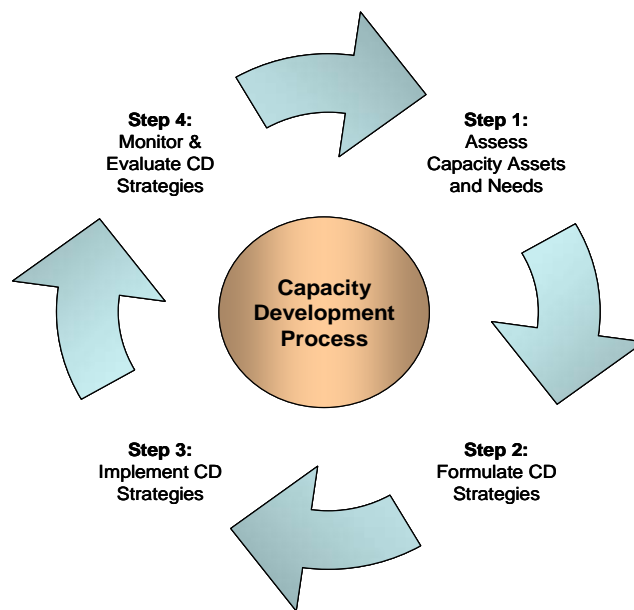 Step 4:
Monitor &
Evaluate CD
Strategies
Step 1:
Assess
Capacity Assets
and Needs
Capacity
Development
Process
Step 3:
Implement CD
Strategies
Step 2:
Formulate CD
Strategies